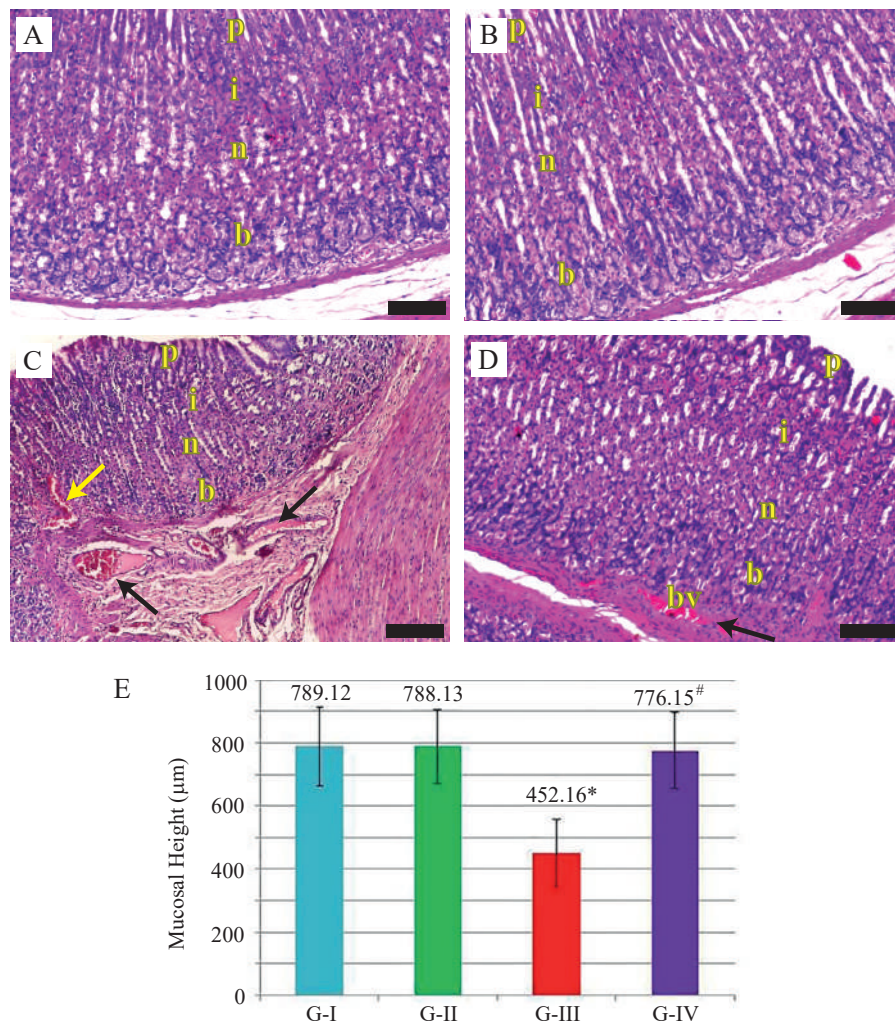 A
p
i
n
b
B
p
i
n
b
C
p
i
n
b
D
p
i
n
b
bv
E
Mucosal Height (µm)
1000
800
600
400
200
0
789.12
788.13
452.16*
776.15#
G-I
G-II
G-III
G-IV